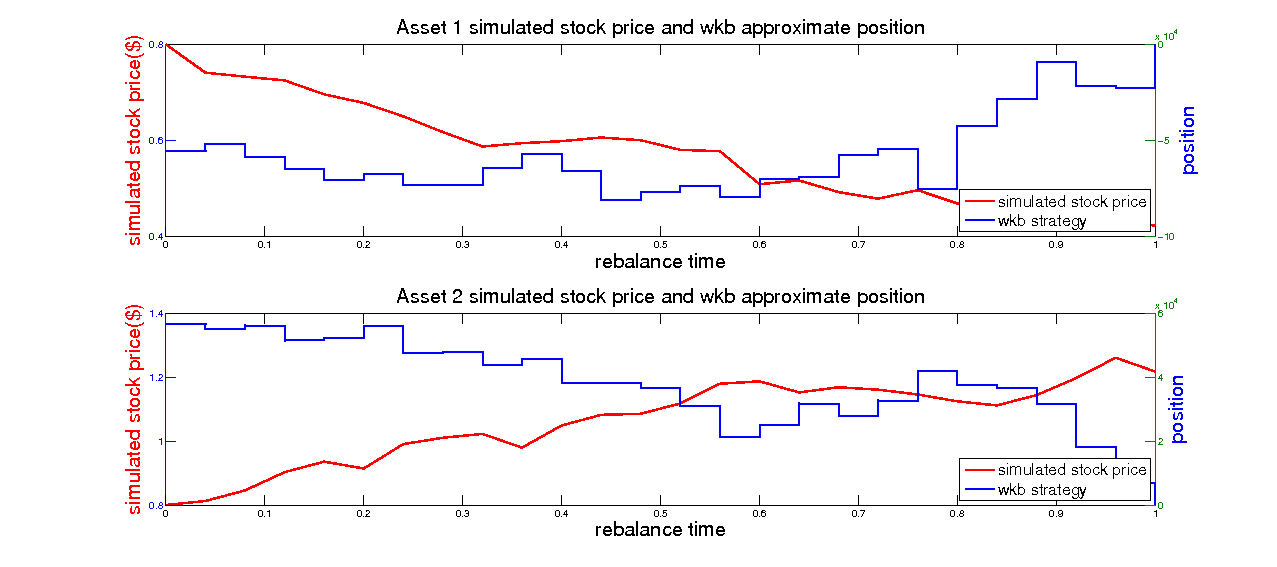 Asset 1 simulated stock price and wkb approximate position
x 10^4
simulated stock price($)
0.8
0.6
0.4
0
-5
-10
position
simulated stock price
wkb strategy
0 0.1 0.2 0.3 0.4 0.5 0.6 0.7 0.8 0.9 1
rebalance time
Asset 2 simulated stock price and wkb approximate position
x 10^4
simulated stock price($)
1.4
1.2
1
0.8
6
4
2
0
position
simulated stock price
wkb strategy
0 0.1 0.2 0.3 0.4 0.5 0.6 0.7 0.8 0.9 1
rebalance time